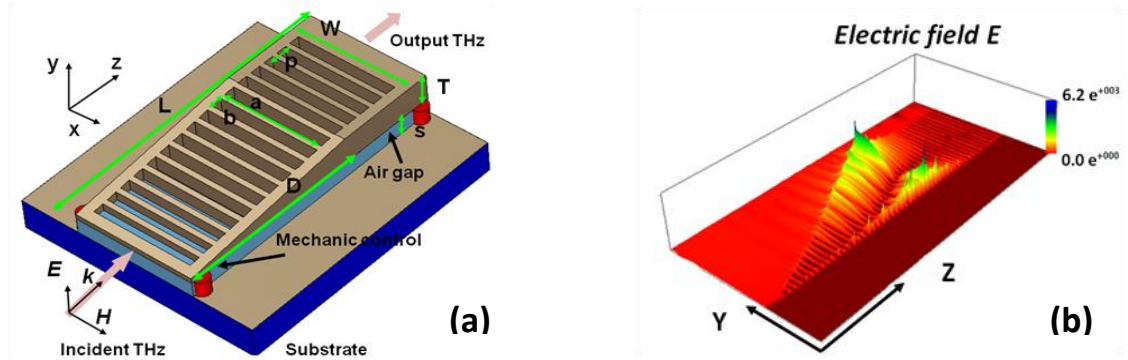 W
Output THz
y
z
x
L
p
T
a
b
s
Air gap
D
Mechanic control
E
k
H
Incident THz
Substrate
(a)
Electric field E
6.2 e+003
0.0 e+000
Z
Y
(b)